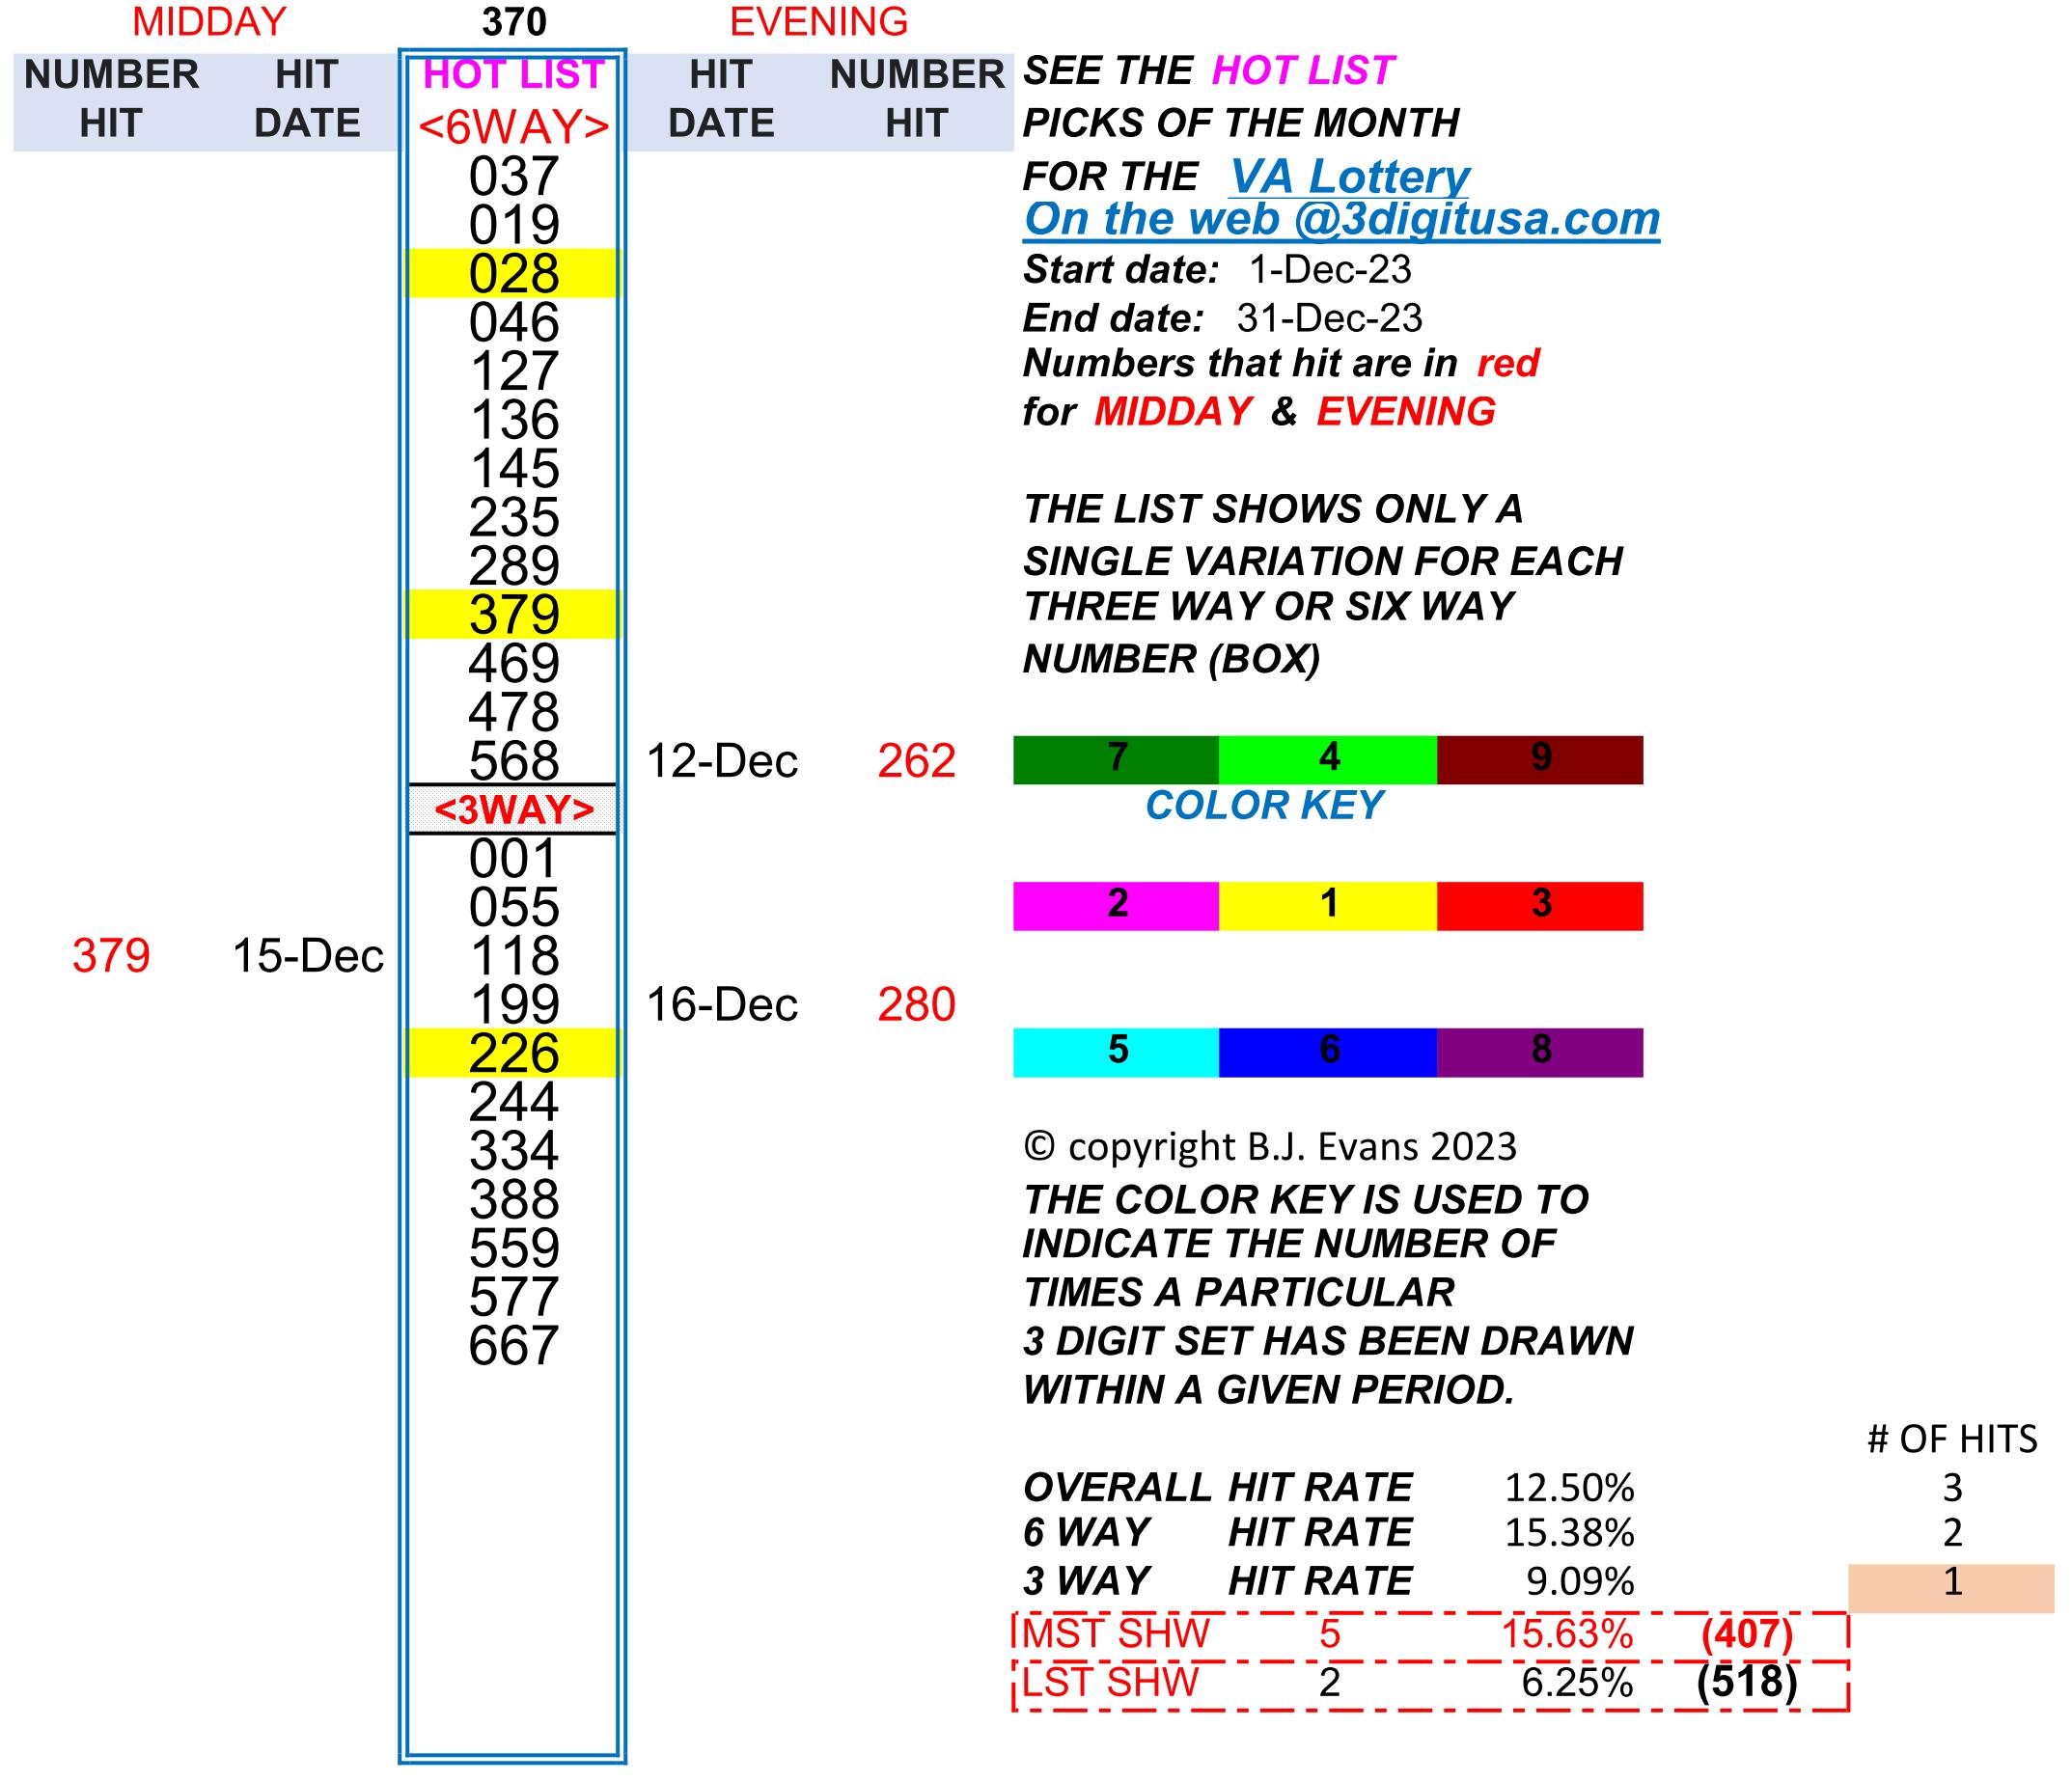 MIDDAY 370 EVENING
NUMBER HIT HOT LIST HIT NUMBER SEE THE HOT LIST
HIT DATE <6WAY> DATE HIT PICKS OF THE MONTH
037 FOR THE VA Lottery
019 On the web @3digitusa.com
028 Start date: 1-Dec-23
046 End date: 31-Dec-23
127 Numbers that hit are in red
136 for MIDDAY & EVENING
145
235 THE LIST SHOWS ONLY A
289 SINGLE VARIATION FOR EACH
379 THREE WAY OR SIX WAY
469 NUMBER (BOX)
478
568 12-Dec 262 7 4 9
<3WAY> COLOR KEY
001
055 2 1 3
379 15-Dec 118
199 16-Dec 280
226 5 6 8
244
334 © copyright B.J. Evans 2023
388 THE COLOR KEY IS USED TO
559 INDICATE THE NUMBER OF
577 TIMES A PARTICULAR
667 3 DIGIT SET HAS BEEN DRAWN
WITHIN A GIVEN PERIOD.
# OF HITS
OVERALL HIT RATE 12.50% 3
6 WAY HIT RATE 15.38% 2
3 WAY HIT RATE 9.09% 1
MST SHW 5 15.63% (407)
LST SHW 2 6.25% (518)